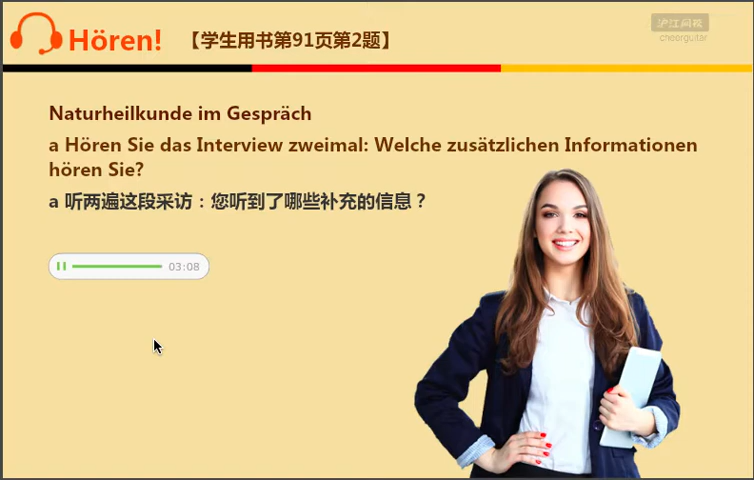 Hören! 【学生用书第91页第2题】
沪江网校
cheerguitar
Naturheilkunde im Gespräch
a Hören Sie das Interview zweimal: Welche zusätzlichen Informationen
hören Sie?
a 听两遍这段采访：您听到了哪些补充的信息？
03:08